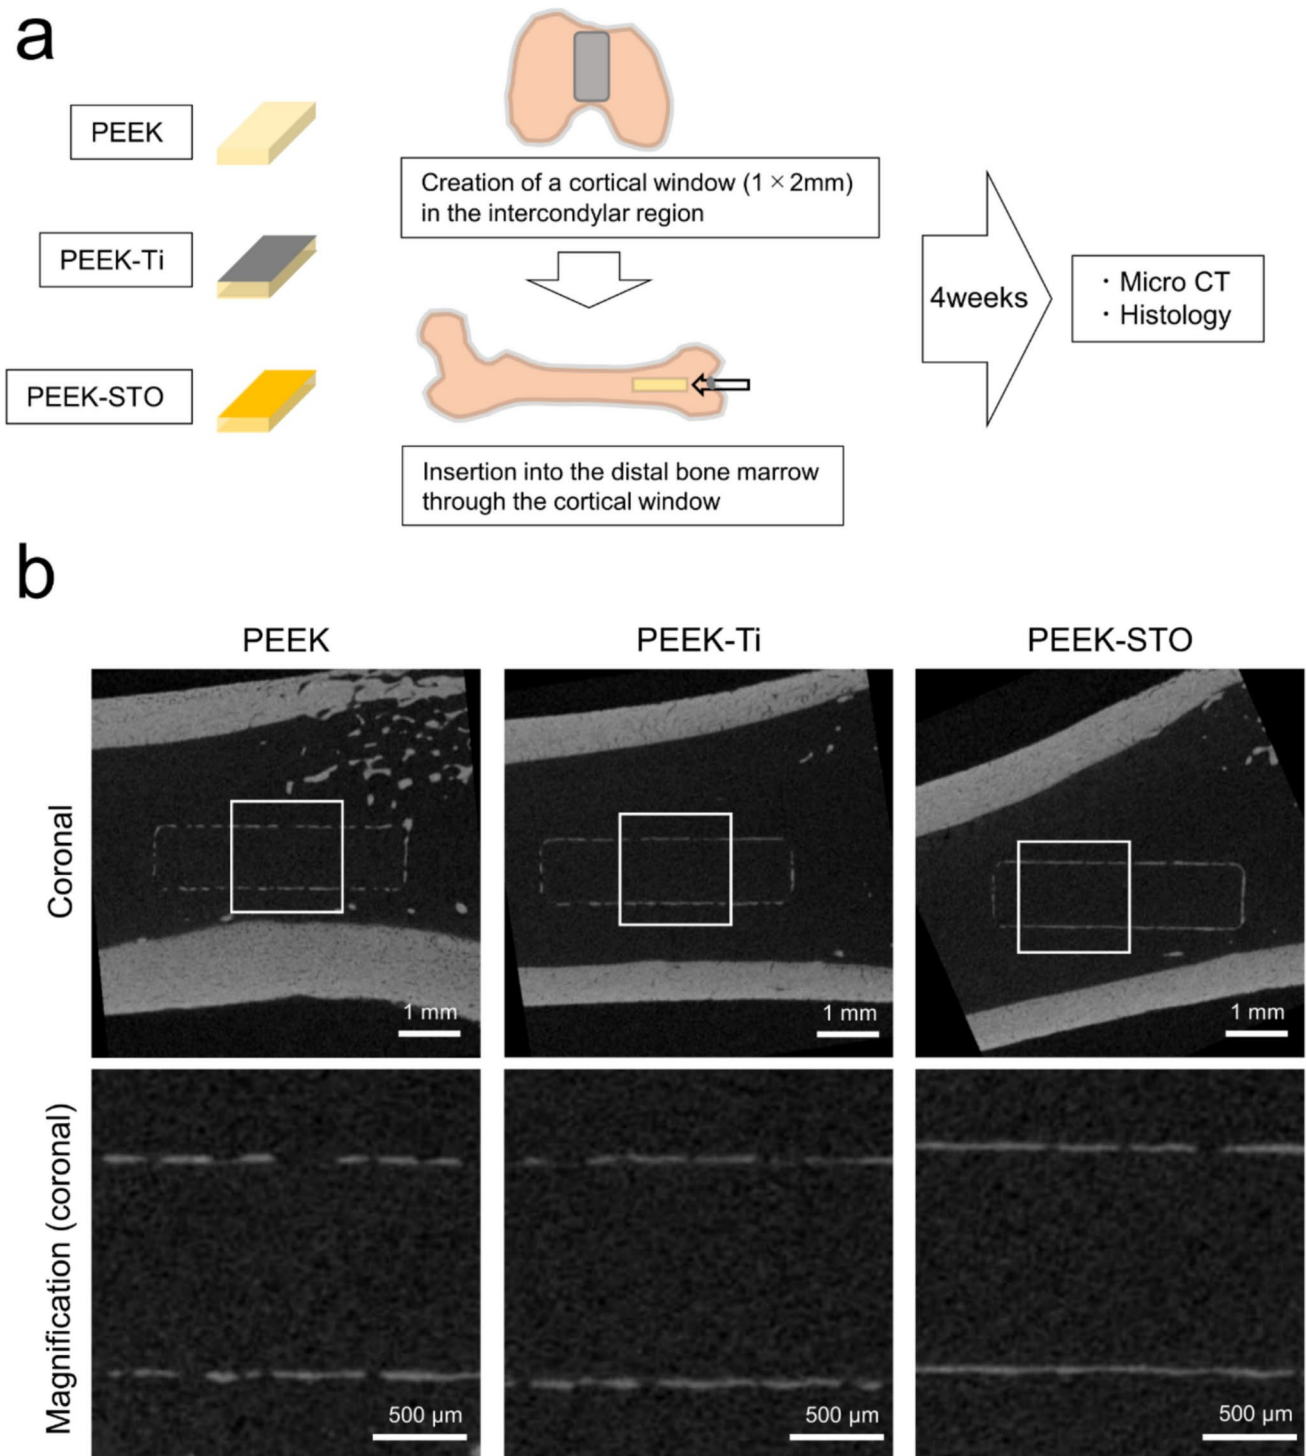 a
PEEK
PEEK-Ti
PEEK-STO
Creation of a cortical window (1×2mm)
in the intercondylar region
Insertion into the distal bone marrow
through the cortical window
4weeks
・Micro CT
・Histology
b
PEEK
PEEK-Ti
PEEK-STO
Coronal
1 mm
1 mm
1 mm
Magnification (coronal)
500 μm
500 μm
500 μm